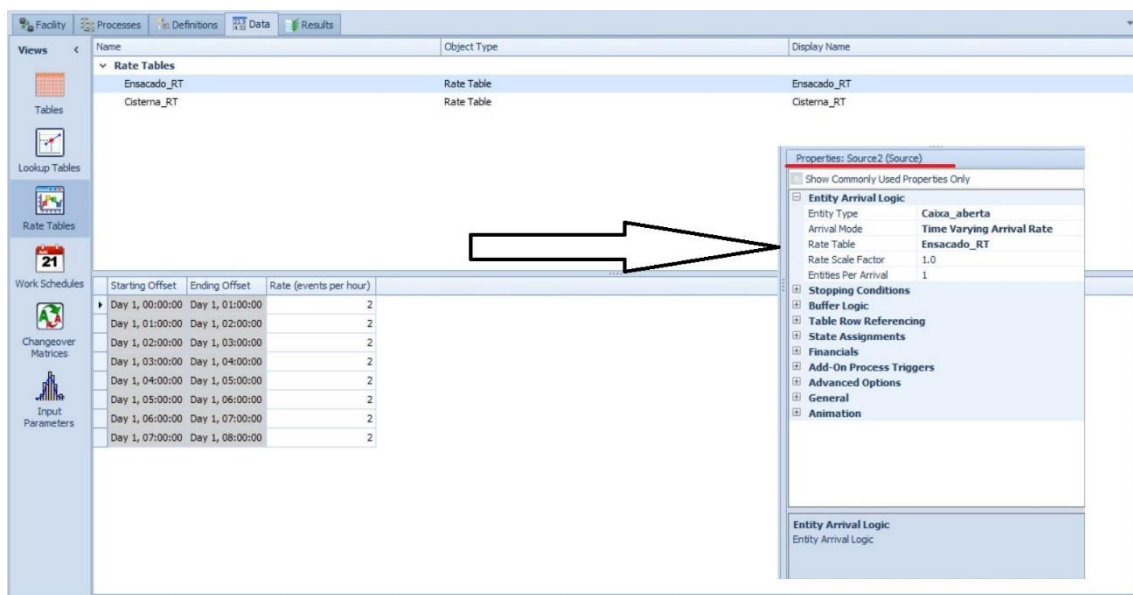 Facility Processes Definitions Data Results
Views <
Tables
Lookup Tables
Rate Tables
21
Work Schedules
Changeover
Matrices
Input
Parameters
Name Object Type Display Name
Rate Tables
Ensacado_RT Rate Table Ensacado_RT
Cisterna_RT Rate Table Cisterna_RT
Starting Offset Ending Offset Rate (events per hour)
Day 1, 00:00:00 Day 1, 01:00:00 2
Day 1, 01:00:00 Day 1, 02:00:00 2
Day 1, 02:00:00 Day 1, 03:00:00 2
Day 1, 03:00:00 Day 1, 04:00:00 2
Day 1, 04:00:00 Day 1, 05:00:00 2
Day 1, 05:00:00 Day 1, 06:00:00 2
Day 1, 06:00:00 Day 1, 07:00:00 2
Day 1, 07:00:00 Day 1, 08:00:00 2
Properties: Source2 (Source)
Show Commonly Used Properties Only
Entity Arrival Logic
Entity Type Caixa_aberta
Arrival Mode Time Varying Arrival Rate
Rate Table Ensacado_RT
Rate Scale Factor 1.0
Entities Per Arrival 1
Stopping Conditions
Buffer Logic
Table Row Referencing
State Assignments
Financials
Add-On Process Triggers
Advanced Options
General
Animation
Entity Arrival Logic
Entity Arrival Logic